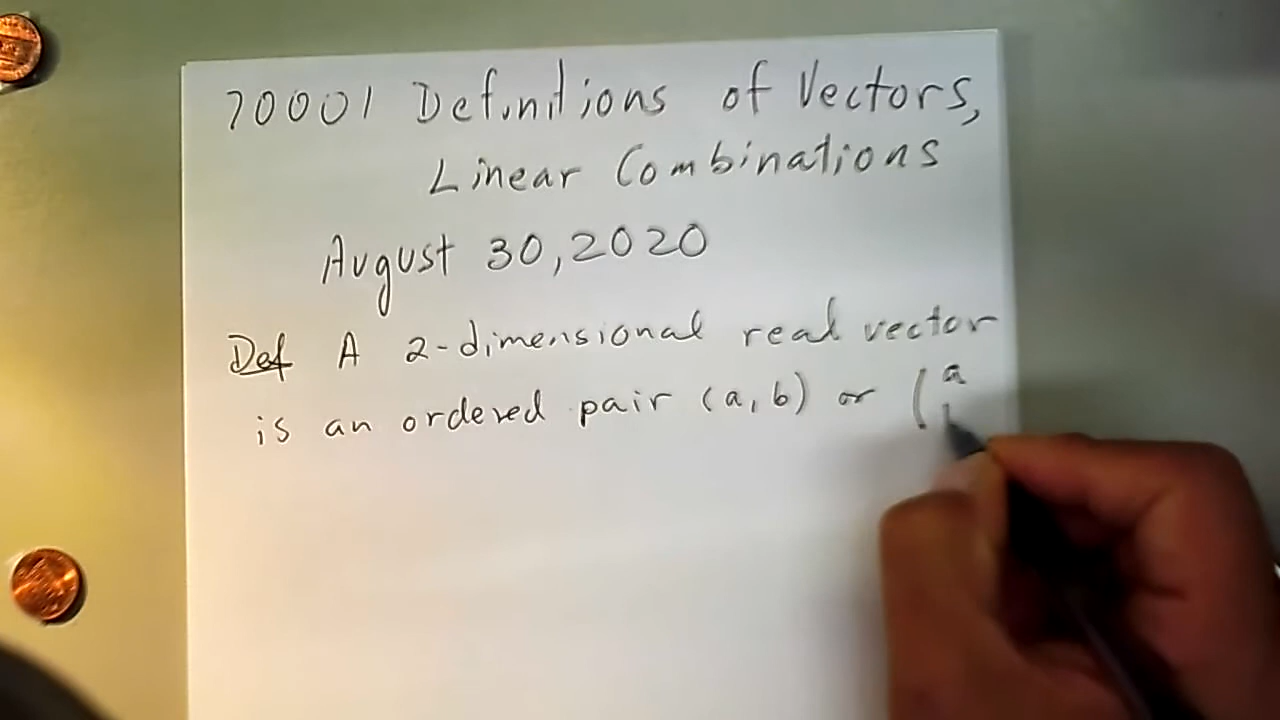 70001 Definitions of Vectors,
Linear Combinations
August 30, 2020
Def A 2-dimensional real vector
is an ordered pair (a, b) or (a